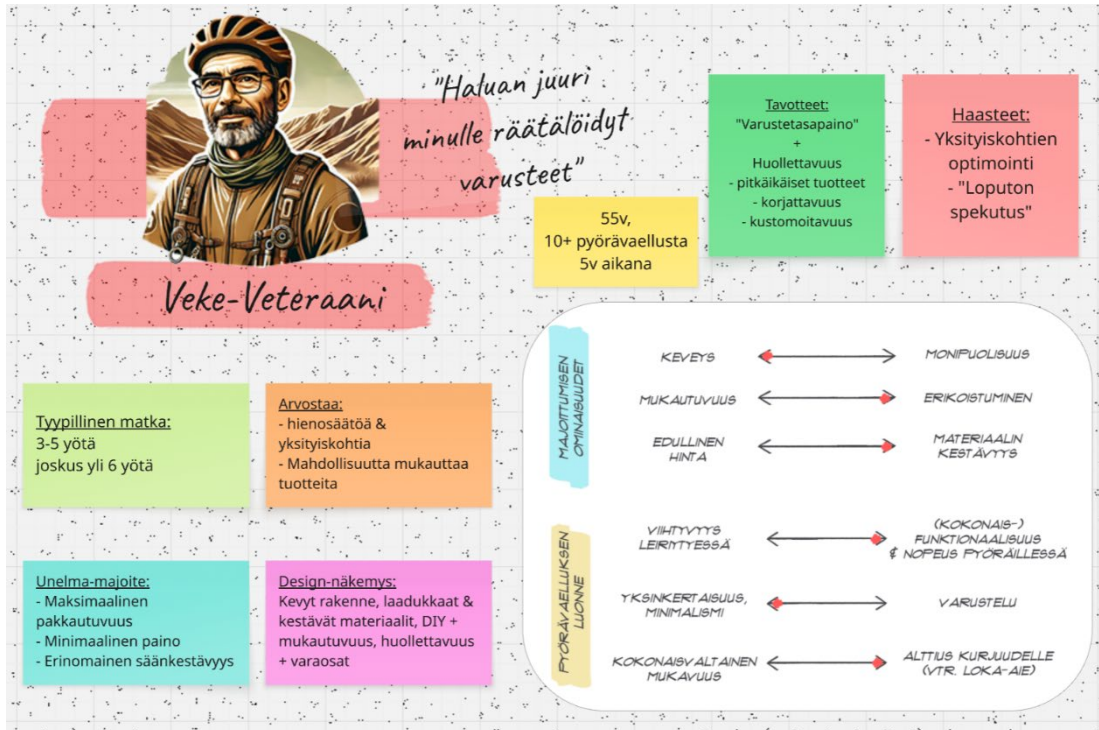 "Haluan juuri
minulle räätälöidyt
varusteet"
Veke-Veteraani
55v,
10+ pyörävaellusta
5v aikana
Tavotteet:
"Varustetasapaino"
+
Huollettavuus
- pitkäikäiset tuotteet
- korjattavuus
- kustomoitavuus
Haasteet:
- Yksityiskohtien
optimointi
- "Loputon
spekutus"
Tyypillinen matka:
3-5 yötä
joskus yli 6 yötä
Arvostaa:
- hienosäätöä &
yksityiskohtia
- Mahdollisuutta mukauttaa
tuotteita
Unelma-majoite:
- Maksimaalinen
pakkautuvuus
- Minimaalinen paino
- Erinomainen säänkestävyys
Design-näkemys:
Kevyt rakenne, laadukkaat &
kestävät materiaalit, DIY +
mukautuvuus, huollettavuus
+ varaosat
MAJOITTUMISEN
OMINAISUUDET
KEVEYS
MONIPUOLISUUS
MUKAUTUVUUS
ERIKOISTUMINEN
EDULLINEN
HINTA
MATERIAALIN
KESTÄVYYS
PYÖRÄVAELLUKSEN
LUONNE
VIIHTYVYYS
LEIRIYTYESSÄ
(KOKONAIS-)
FUNKTIONAALISUUS
& NOPEUS PYÖRÄILLESSÄ
YKSINKERTAISUUS,
MINIMALISMI
VARUSTELU
KOKONAISVALTAINEN
MUKAVUUS
ALTTIUS KURJUUDELLE
(VTR. LOKA-AIE)